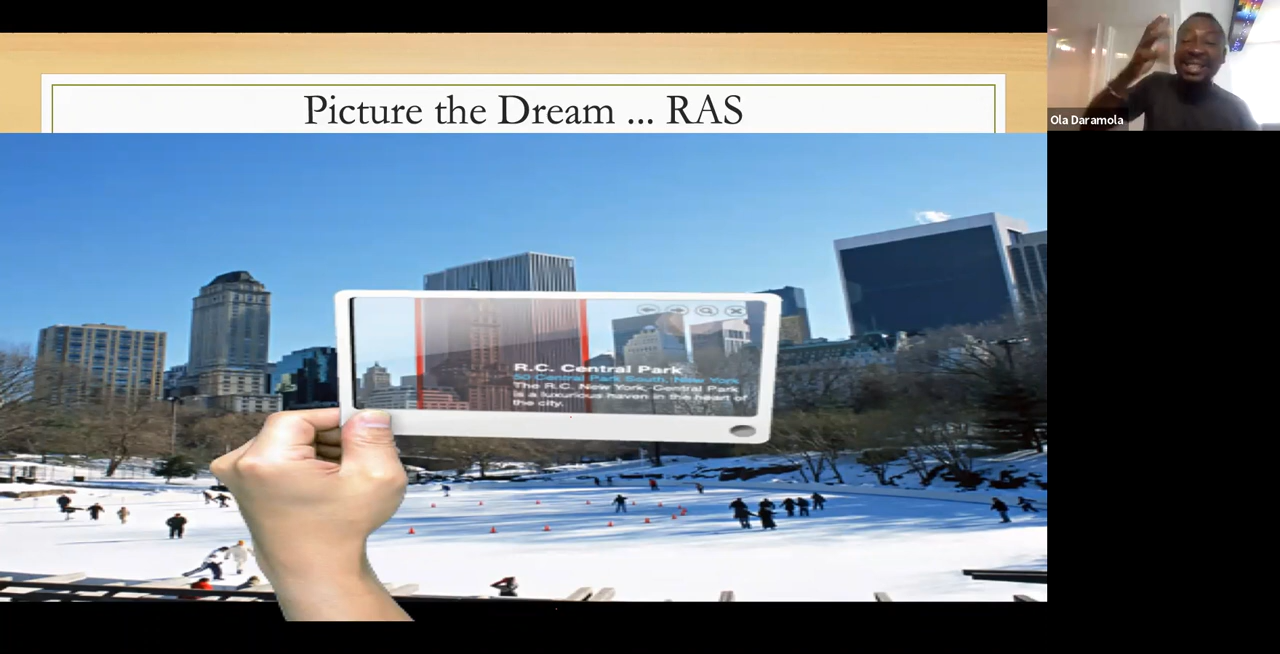 Picture the Dream ... RAS
Ola Daramola
R.C. Central Park
50 Central Park South, New York
The R.C. New York, Central Park
is a luxurious haven in the heart of
the city.